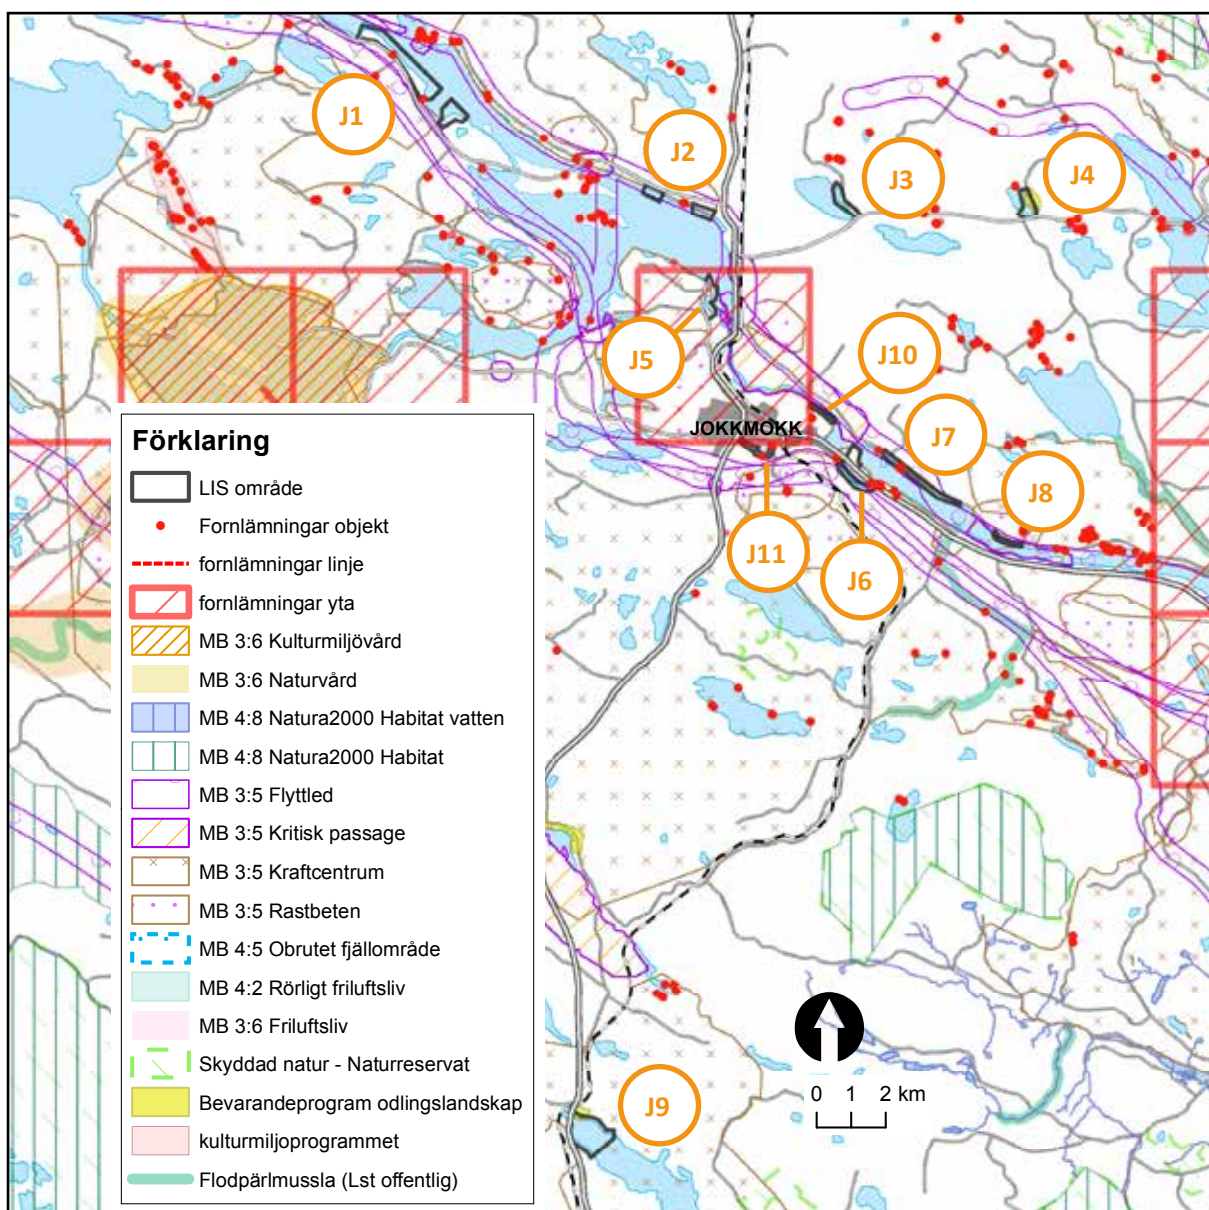 J1
J2
J3
J4
J5
J10
JOKKMOKK
J7
J8
J11
J6
J9
Förklaring
LIS område
Fornlämningar objekt
fornlämningar linje
fornlämningar yta
MB 3:6 Kulturmiljövård
MB 3:6 Naturvård
MB 4:8 Natura2000 Habitat vatten
MB 4:8 Natura2000 Habitat
MB 3:5 Flyttled
MB 3:5 Kritisk passage
MB 3:5 Kraftcentrum
MB 3:5 Rastbeten
MB 4:5 Obrutet fjällområde
MB 4:2 Rörligt friluftsliv
MB 3:6 Friluftsliv
Skyddad natur - Naturreservat
Bevarandeprogram odlingslandskap
kulturmiljoprogrammet
Flodpärlmussla (Lst offentlig)
0 1 2 km